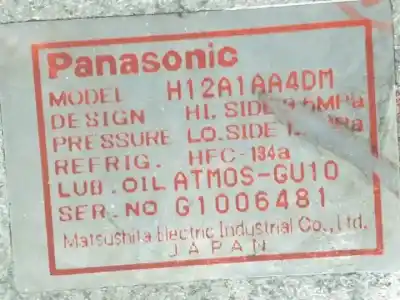 Panasonic
MODEL H12A1AA4DM
DESIGN HI. SIDE MPa
PRESSURE LO. SIDE
REFRIG. HFC-134a
LUB. OIL ATMOS-GU10
SER. NO G1006481
Matsushita Electric Industrial Co., Ltd.
JAPAN